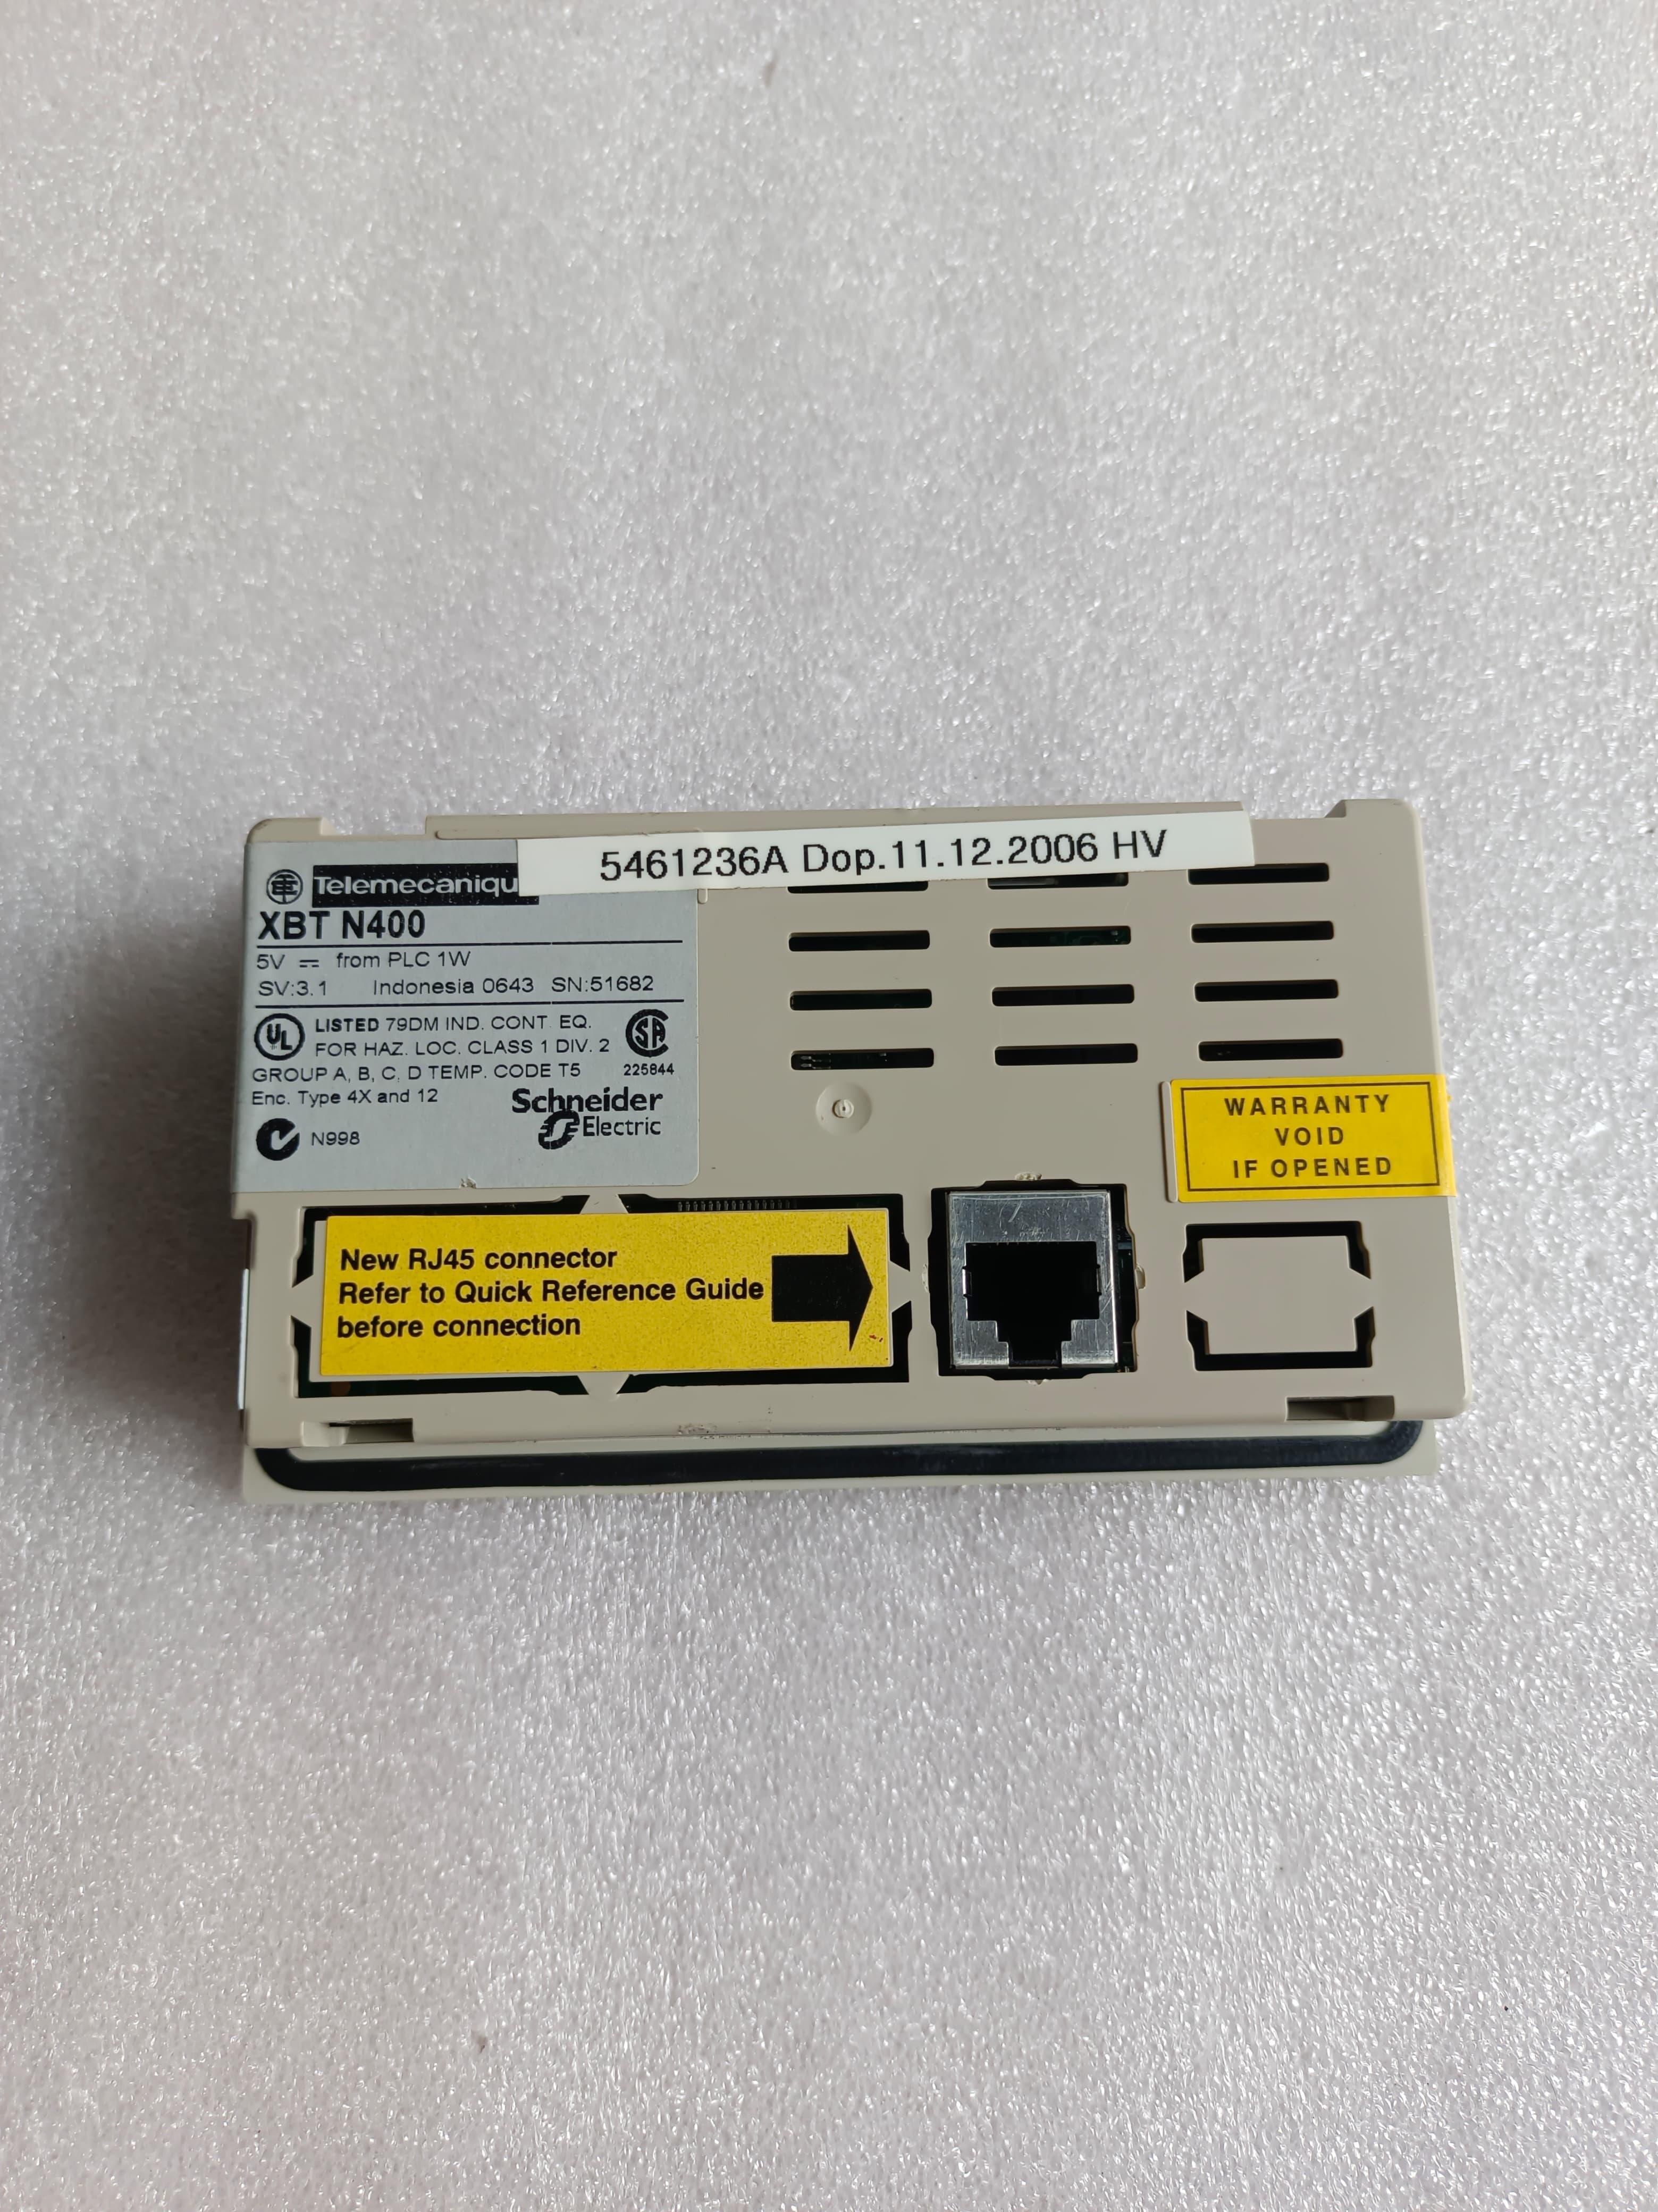 5461236A Dop.11.12.2006 HV
Telemecaniqu
XBT N400
5V ⎓ from PLC 1W
SV:3.1 Indonesia 0643 SN:51682
UL LISTED 79DM IND. CONT. EQ.
FOR HAZ. LOC. CLASS 1 DIV. 2
GROUP A, B, C, D TEMP. CODE T5 225844
Enc. Type 4X and 12
Schneider
Electric
N998
WARRANTY
VOID
IF OPENED
New RJ45 connector
Refer to Quick Reference Guide
before connection